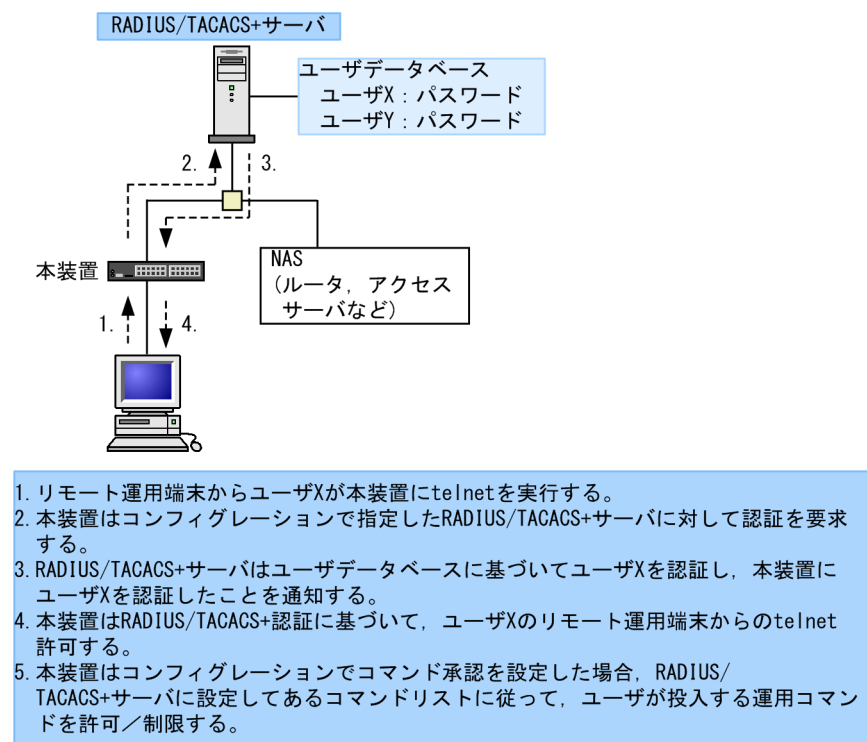 RADIUS/TACACS+サーバ
ユーザデータベース
ユーザX：パスワード
ユーザY：パスワード
2.
3.
本装置
NAS
(ルータ，アクセス
サーバなど)
1.
4.
1. リモート運用端末からユーザXが本装置にtelnetを実行する。
2. 本装置はコンフィグレーションで指定したRADIUS/TACACS+サーバに対して認証を要求
する。
3. RADIUS/TACACS+サーバはユーザデータベースに基づいてユーザXを認証し，本装置に
ユーザXを認証したことを通知する。
4. 本装置はRADIUS/TACACS+認証に基づいて，ユーザXのリモート運用端末からのtelnet
許可する。
5. 本装置はコンフィグレーションでコマンド承認を設定した場合，RADIUS/
TACACS+サーバに設定してあるコマンドリストに従って，ユーザが投入する運用コマン
ドを許可／制限する。